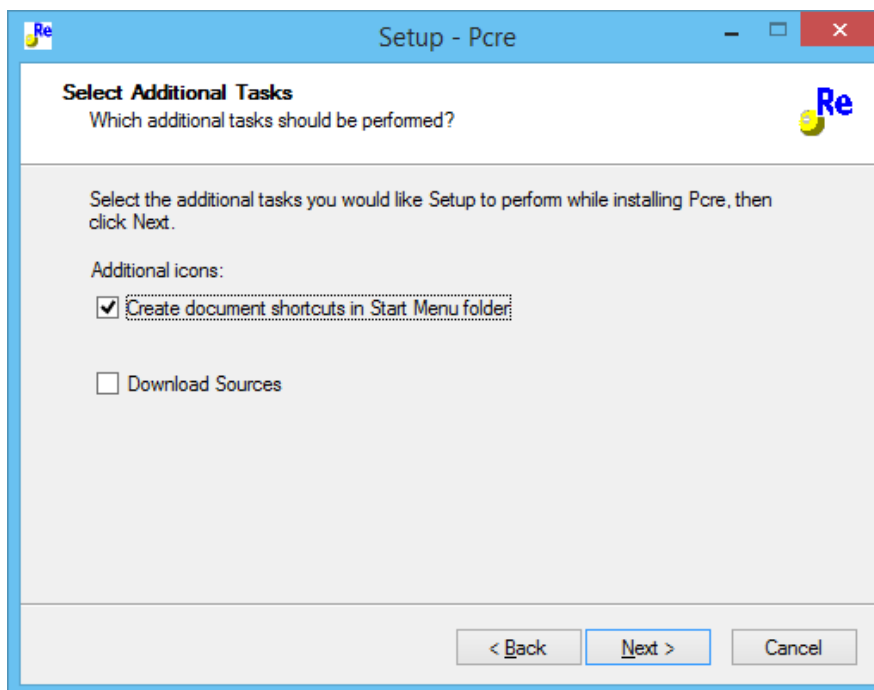 Re
Setup - Pcre
Select Additional Tasks
Which additional tasks should be performed?
Re
Select the additional tasks you would like Setup to perform while installing Pcre, then
click Next.
Additional icons:
Create document shortcuts in Start Menu folder
Download Sources
< Back
Next >
Cancel